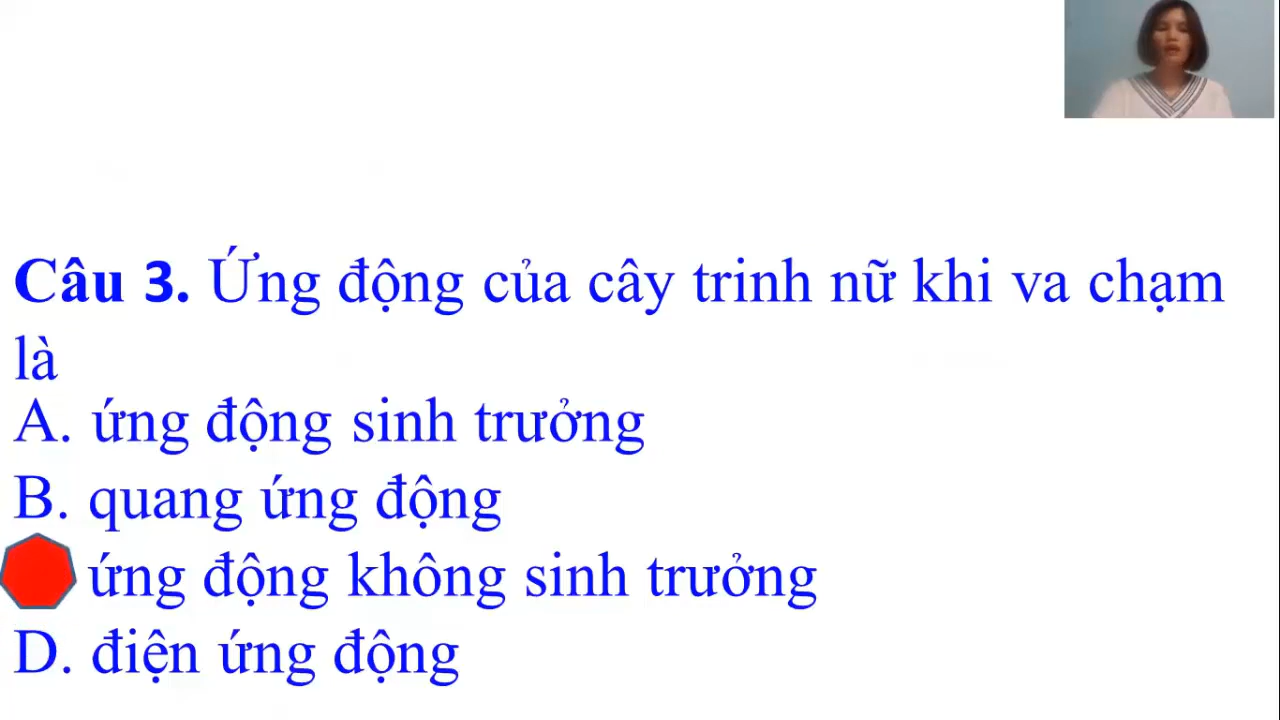 Câu 3. Ứng động của cây trinh nữ khi va chạm
là
A. ứng động sinh trưởng
B. quang ứng động
ứng động không sinh trưởng
D. điện ứng động